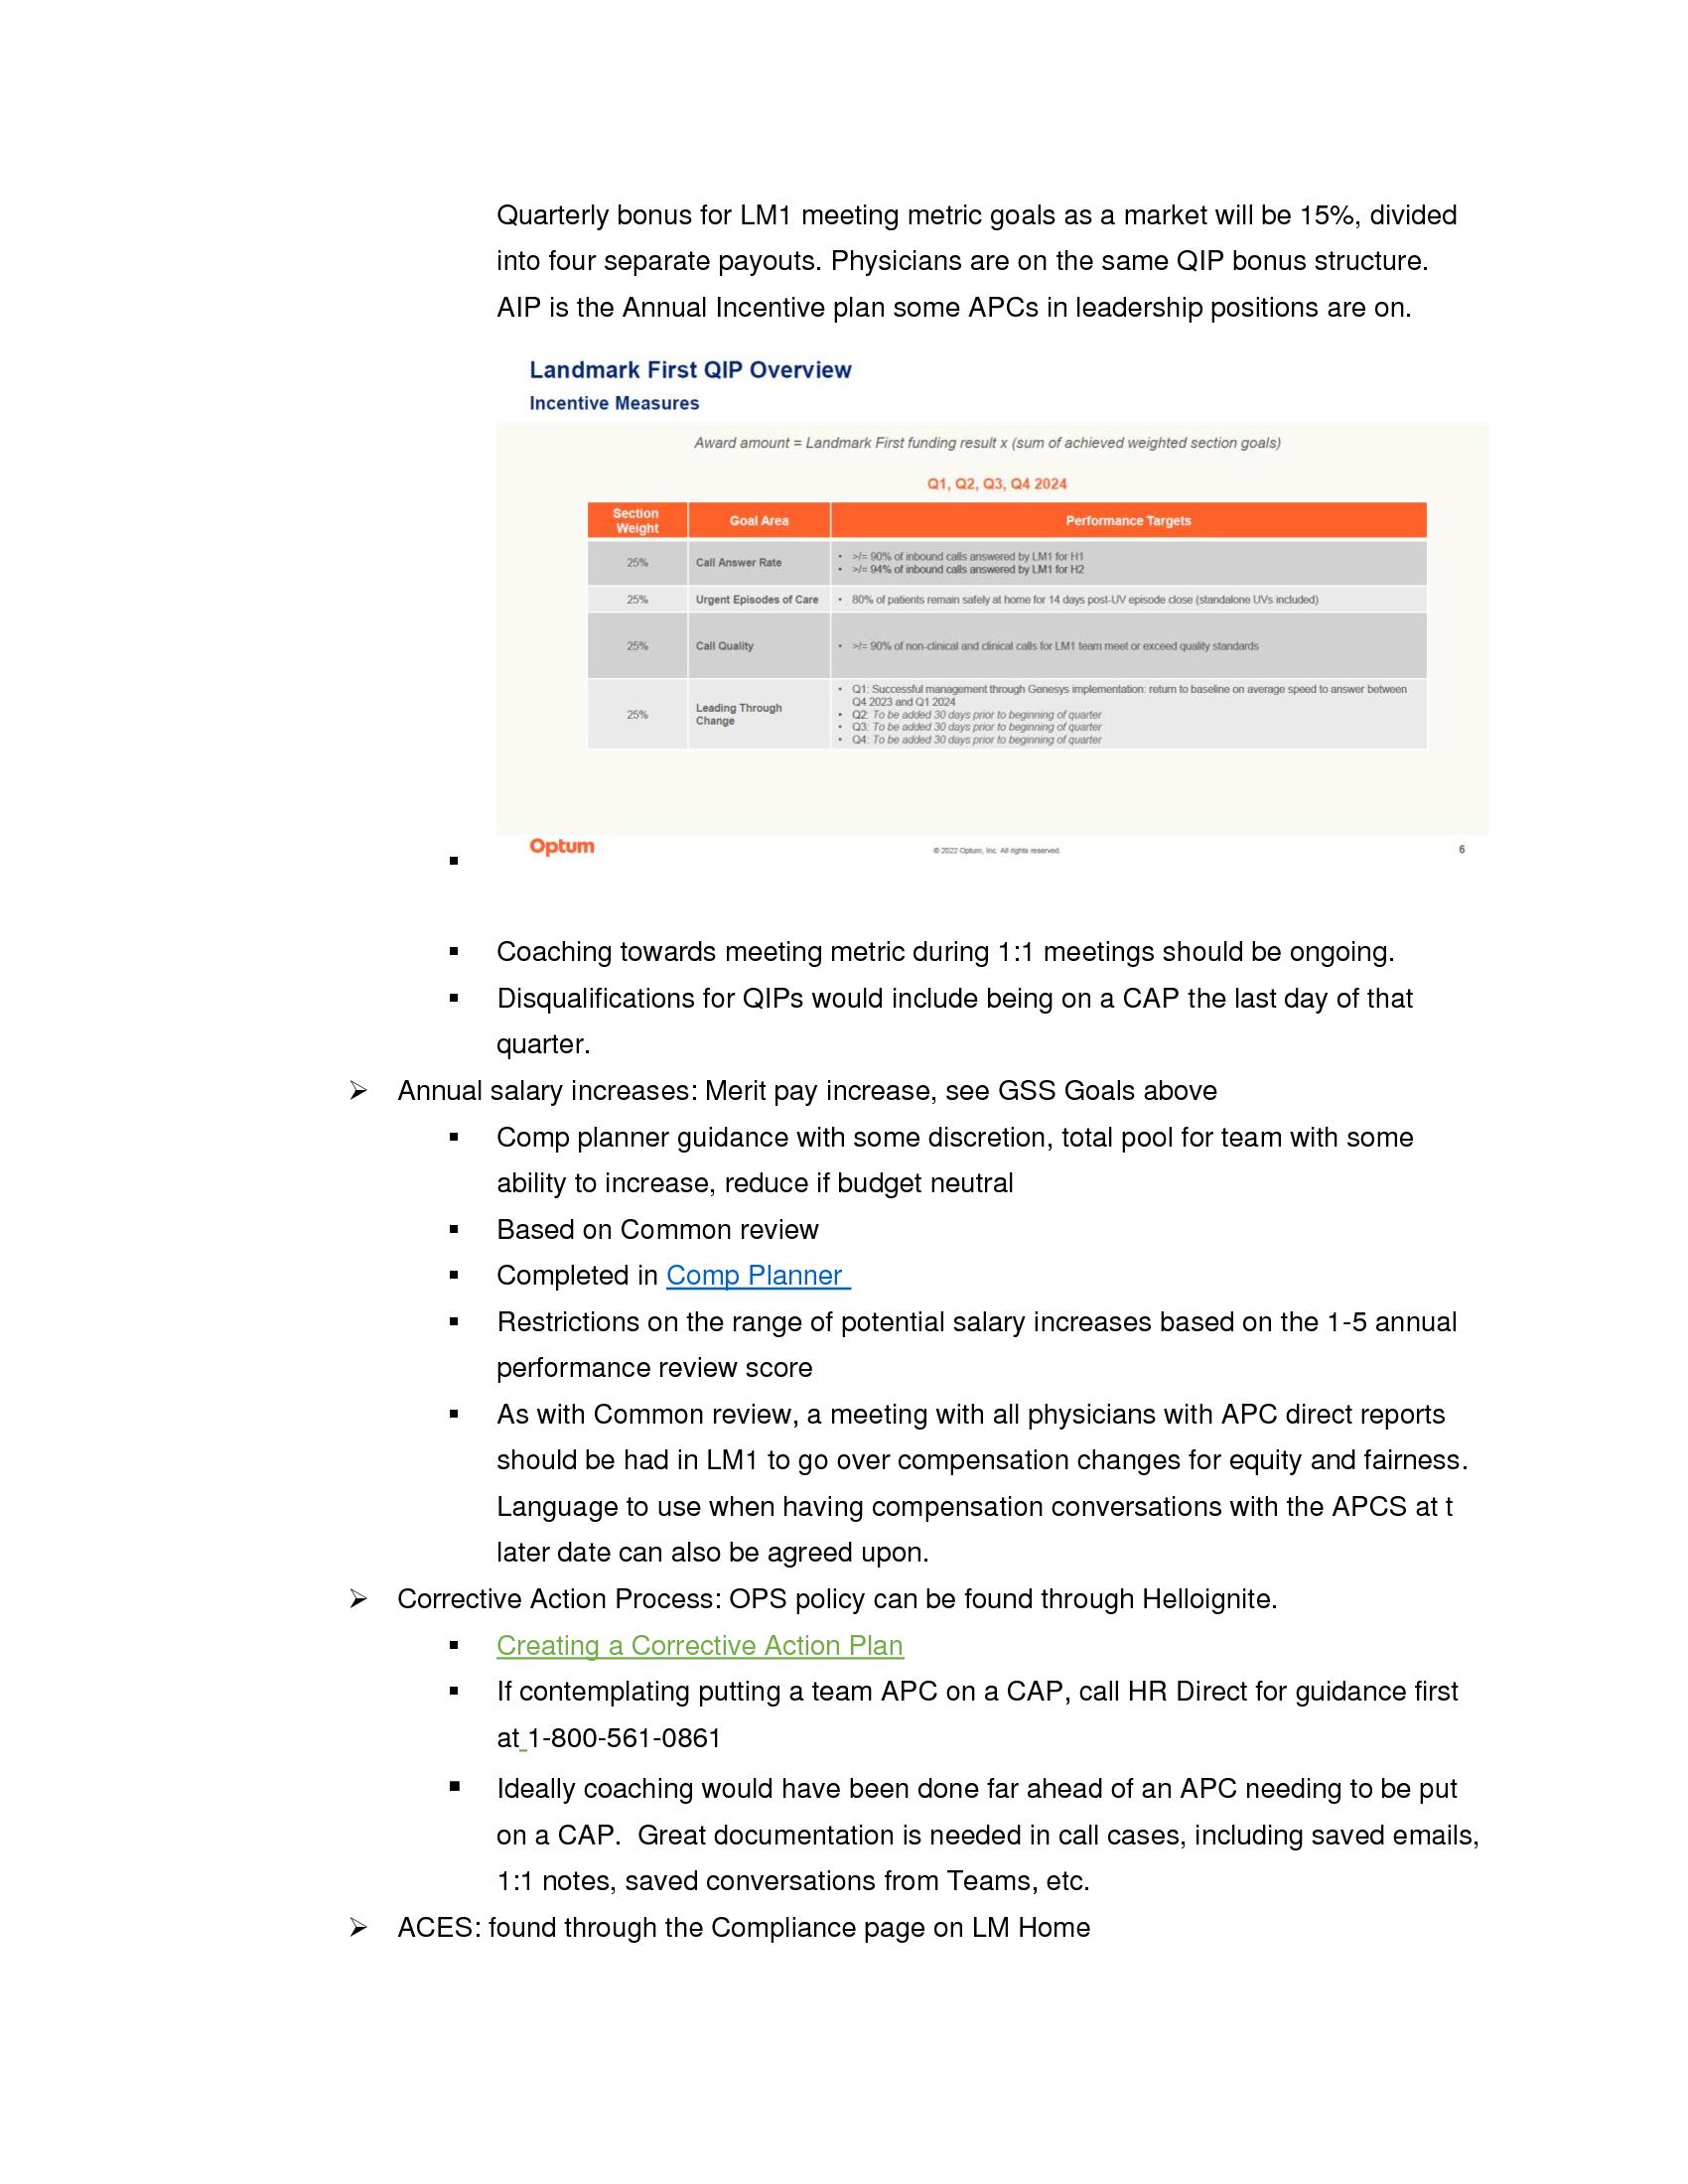 Quarterly bonus for LM1 meeting metric goals as a market will be 15%, divided
into four separate payouts. Physicians are on the same QIP bonus structure.
AIP is the Annual Incentive plan some APCs in leadership positions are on.
Landmark First QIP Overview
Incentive Measures
Award amount = Landmark First funding result x (sum of achieved weighted section goals)
Q1, Q2, Q3, Q4 2024
Section
Weight
Goal Area
Performance Targets
25%
Call Answer Rate
• >/= 90% of inbound calls answered by LM1 for H1
• >/= 94% of inbound calls answered by LM1 for H2
25%
Urgent Episodes of Care
• 80% of patients remain safely at home for 14 days post-UV episode close (standalone UVs included)
25%
Call Quality
• >/= 90% of non-clinical and clinical calls for LM1 team meet or exceed quality standards
25%
Leading Through
Change
• Q1: Successful management through Genesys implementation: return to baseline on average speed to answer between
Q4 2023 and Q1 2024
• Q2: To be added 30 days prior to beginning of quarter
• Q3: To be added 30 days prior to beginning of quarter
• Q4: To be added 30 days prior to beginning of quarter
Optum
© 2022 Optum, Inc. All rights reserved.
6
▪
▪ Coaching towards meeting metric during 1:1 meetings should be ongoing.
▪ Disqualifications for QIPs would include being on a CAP the last day of that
quarter.
➢ Annual salary increases: Merit pay increase, see GSS Goals above
▪ Comp planner guidance with some discretion, total pool for team with some
ability to increase, reduce if budget neutral
▪ Based on Common review
▪ Completed in Comp Planner
▪ Restrictions on the range of potential salary increases based on the 1-5 annual
performance review score
▪ As with Common review, a meeting with all physicians with APC direct reports
should be had in LM1 to go over compensation changes for equity and fairness.
Language to use when having compensation conversations with the APCS at t
later date can also be agreed upon.
➢ Corrective Action Process: OPS policy can be found through Helloignite.
▪ Creating a Corrective Action Plan
▪ If contemplating putting a team APC on a CAP, call HR Direct for guidance first
at 1-800-561-0861
▪ Ideally coaching would have been done far ahead of an APC needing to be put
on a CAP.  Great documentation is needed in call cases, including saved emails,
1:1 notes, saved conversations from Teams, etc.
➢ ACES: found through the Compliance page on LM Home